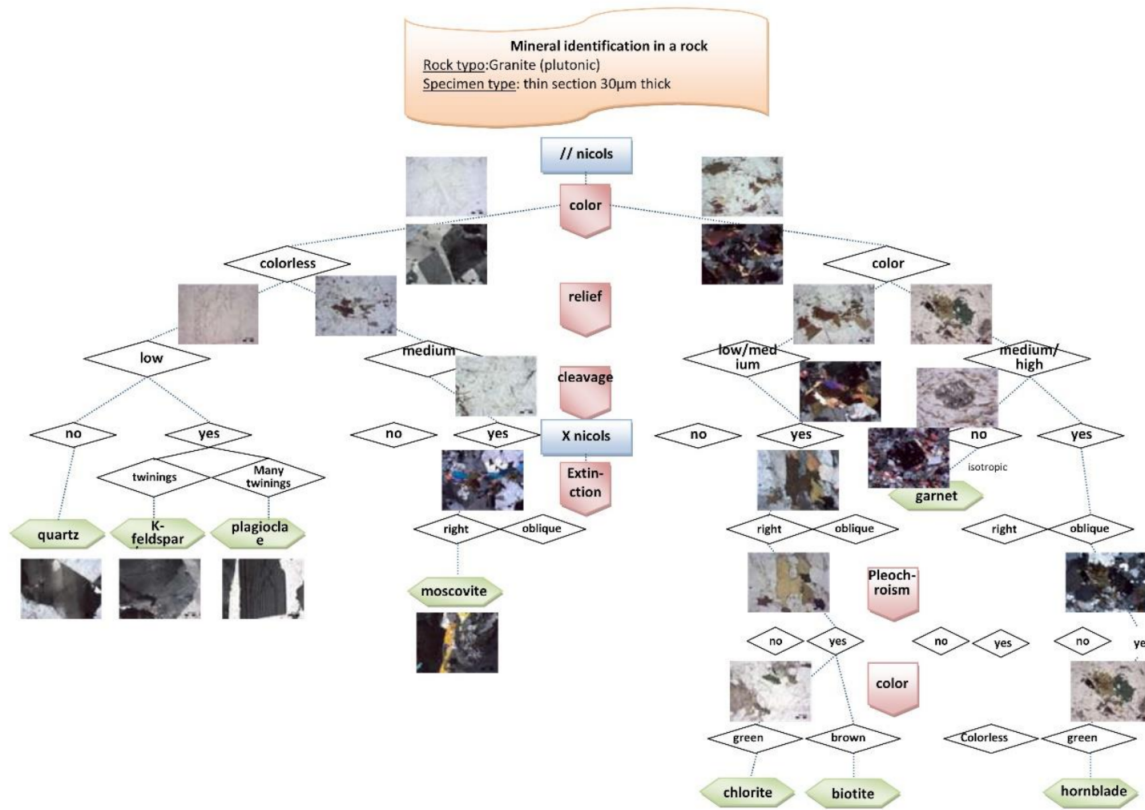 Mineral identification in a rock
Rock typo:Granite (plutonic)
Specimen type: thin section 30µm thick
// nicols
color
colorless
color
relief
low
medium
low/med
ium
medium/
high
cleavage
no
yes
no
yes
X nicols
no
yes
no
yes
isotropic
twinings
Many
twinings
Extin-
ction
garnet
quartz
K-
feldspar
plagiocla
e
right
oblique
right
oblique
right
oblique
moscovite
Pleoch-
roism
no
yes
no
yes
no
ye
color
green
brown
Colorless
green
chlorite
biotite
hornblade